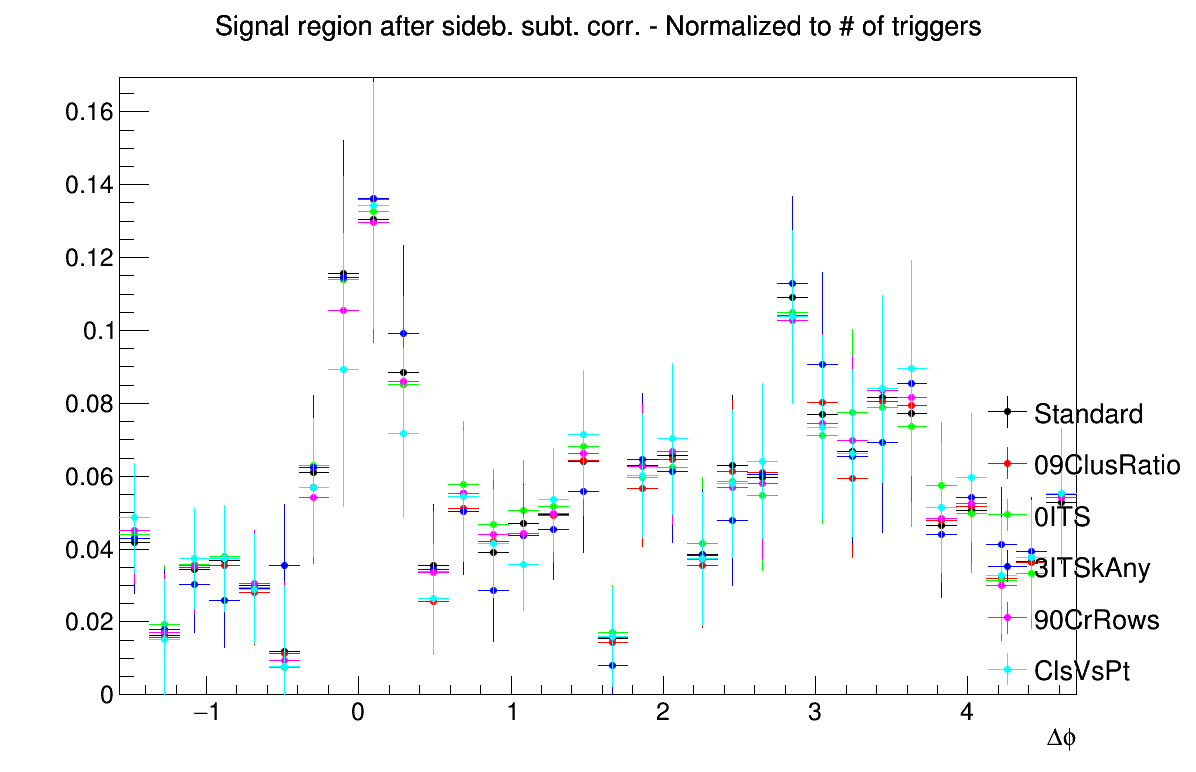 Signal region after sideb. subt. corr. - Normalized to # of triggers
0.16
0.14
0.12
0.1
0.08
0.06
0.04
0.02
0
−1
0
1
2
3
4
Δϕ
Standard
09ClusRatio
0ITS
3ITSkAny
90CrRows
ClsVsPt